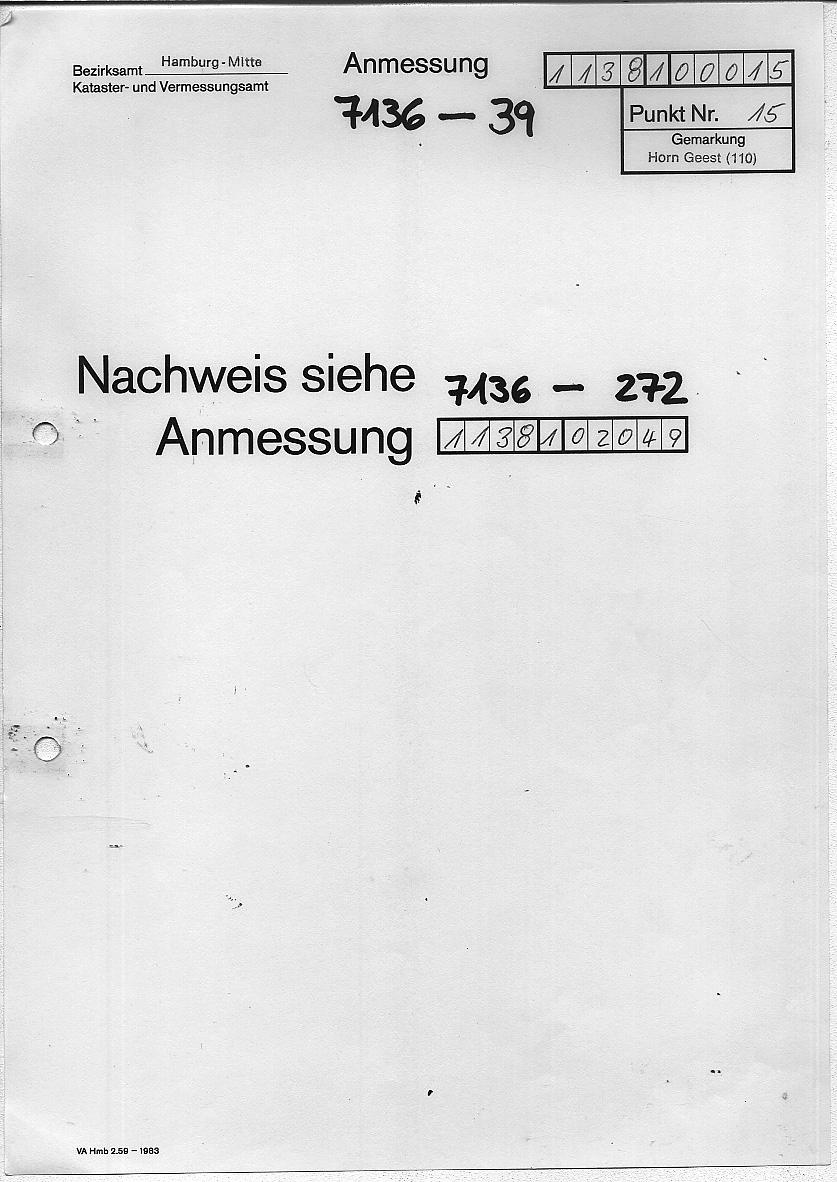 Bezirksamt Hamburg-Mitte
Kataster- und Vermessungsamt
Anmessung
7136 — 39
1138100015
Punkt Nr. 15
Gemarkung
Horn Geest (110)
Nachweis siehe 7136 — 272
Anmessung 1138102049
VA Hmb 2.59 – 1983